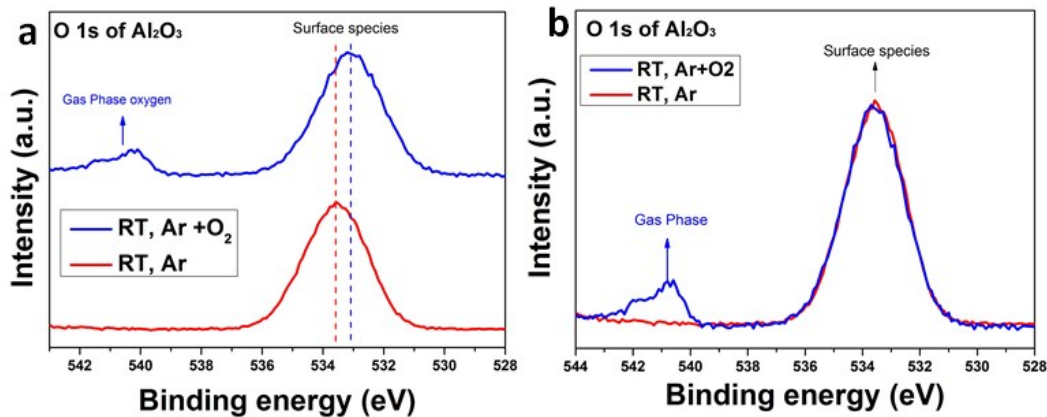 a
O 1s of Al₂O₃
Surface species
Gas Phase oxygen
RT, Ar +O₂
RT, Ar
Intensity (a.u.)
542 540 538 536 534 532 530 528
Binding energy (eV)
b
O 1s of Al₂O₃
RT, Ar+O2
RT, Ar
Surface species
Gas Phase
Intensity (a.u.)
544 542 540 538 536 534 532 530 528
Binding energy (eV)